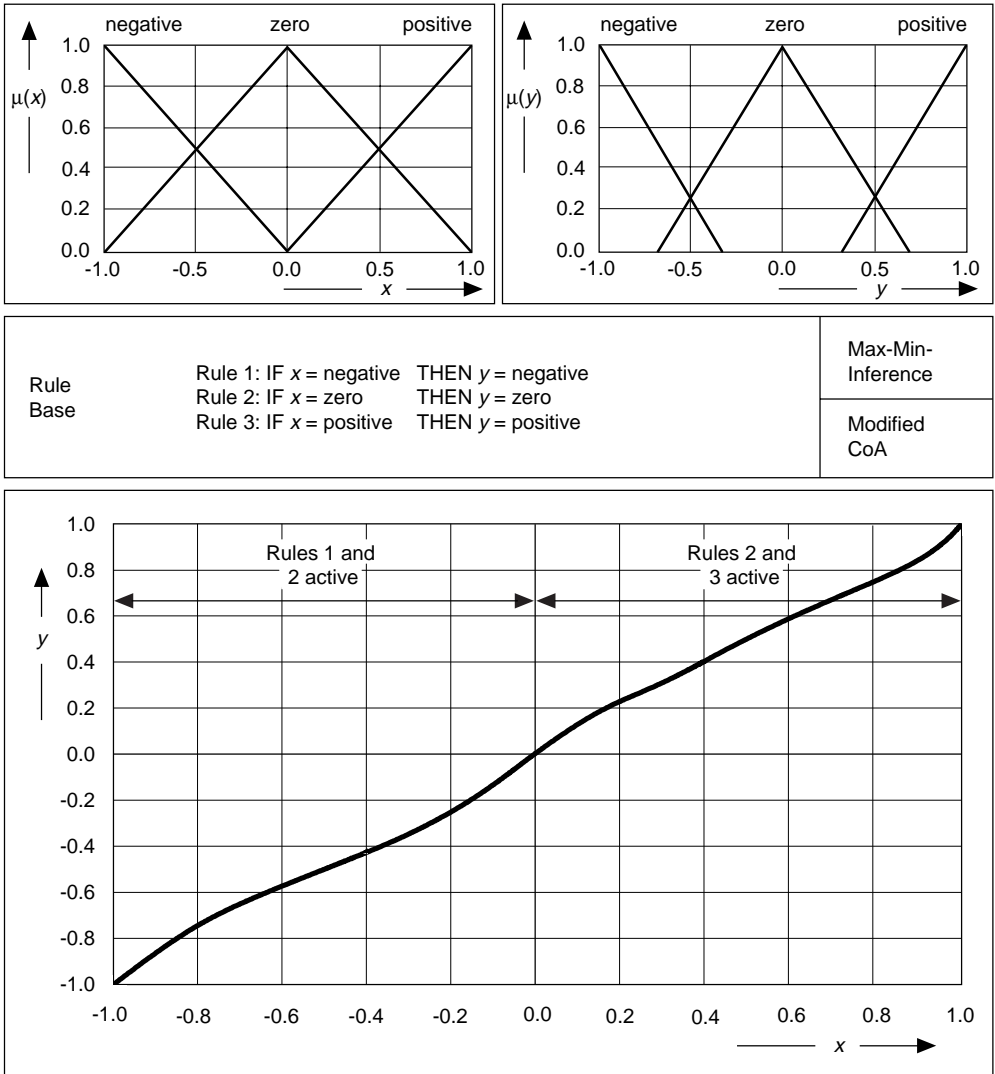 negative zero positive
1.0
0.8
μ(x)
0.6
0.4
0.2
0.0
-1.0 -0.5 0.0 0.5 1.0
x
negative zero positive
1.0
0.8
μ(y)
0.6
0.4
0.2
0.0
-1.0 -0.5 0.0 0.5 1.0
y
Rule
Base
Rule 1: IF x = negative THEN y = negative
Rule 2: IF x = zero THEN y = zero
Rule 3: IF x = positive THEN y = positive
Max-Min-
Inference
Modified
CoA
1.0
Rules 1 and
2 active
Rules 2 and
3 active
0.8
0.6
y
0.4
0.2
0.0
-0.2
-0.4
-0.6
-0.8
-1.0
-1.0 -0.8 -0.6 -0.4 -0.2 0.0 0.2 0.4 0.6 0.8 1.0
x